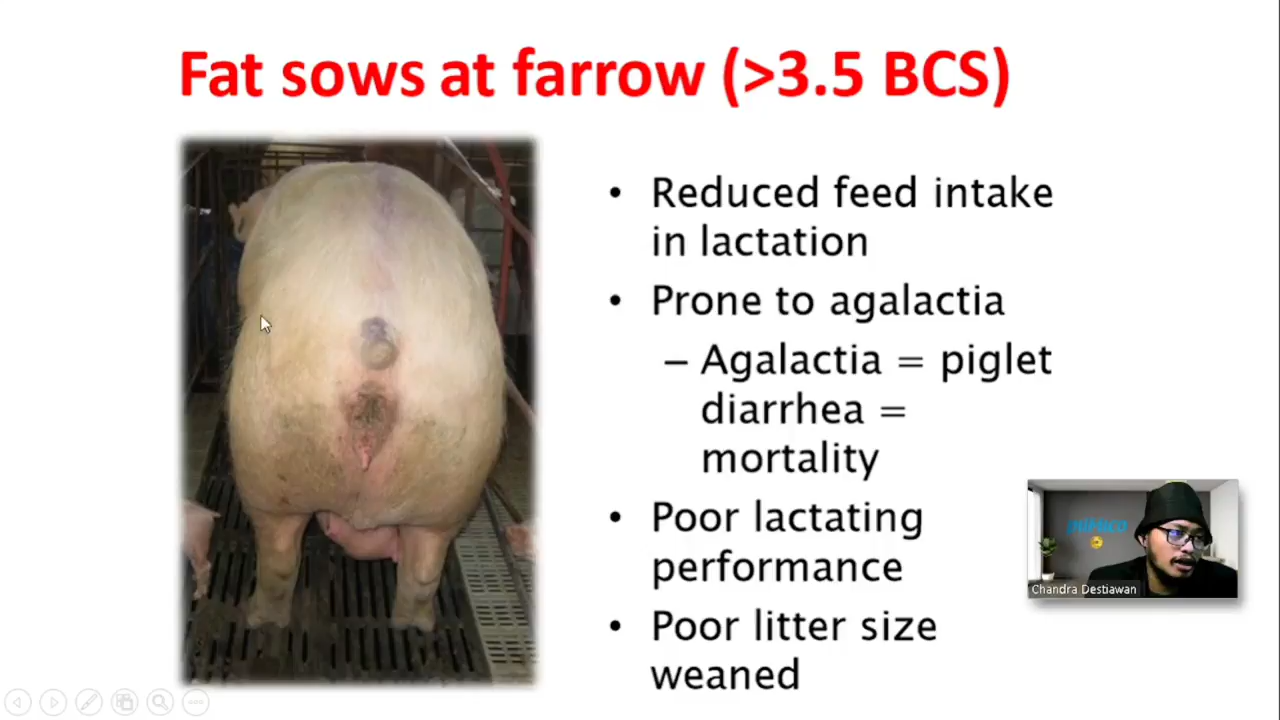 Fat sows at farrow (>3.5 BCS)
• Reduced feed intake
in lactation
• Prone to agalactia
– Agalactia = piglet
diarrhea =
mortality
• Poor lactating
performance
• Poor litter size
weaned
Chandra Destiawan